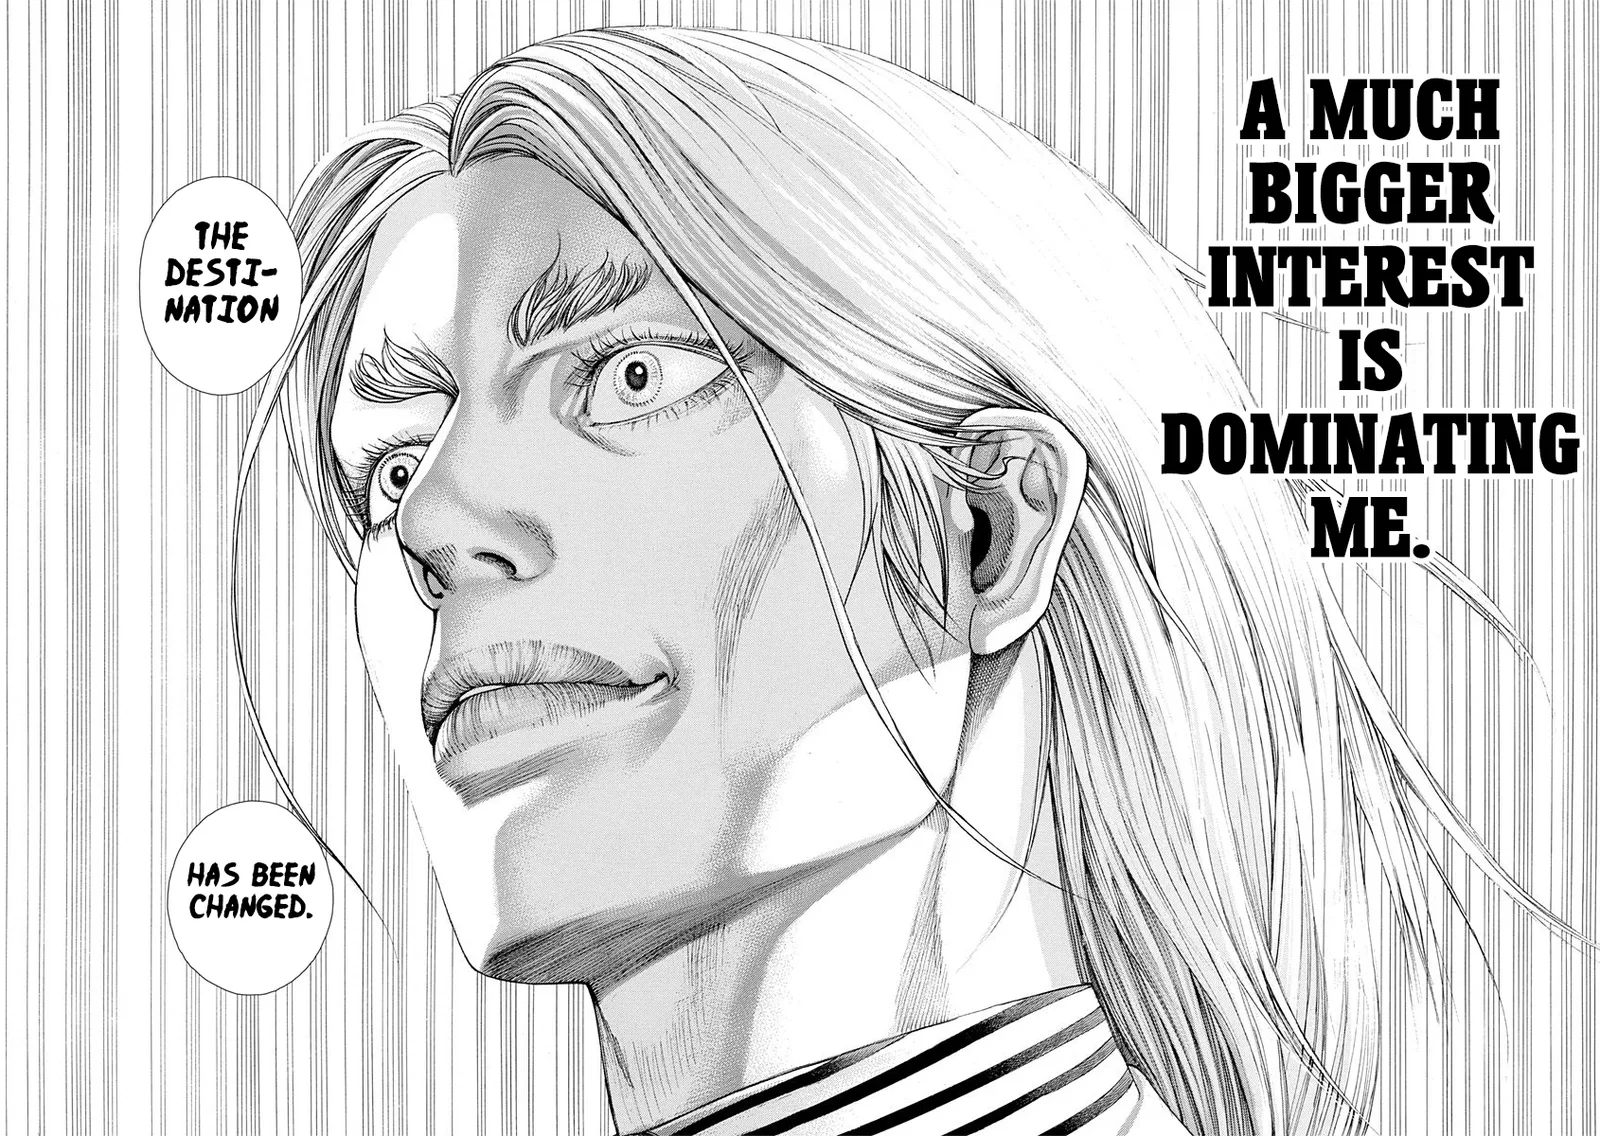 A MUCH
BIGGER
INTEREST
IS
DOMINATING
ME.
THE
DESTI-
NATION
HAS BEEN
CHANGED.